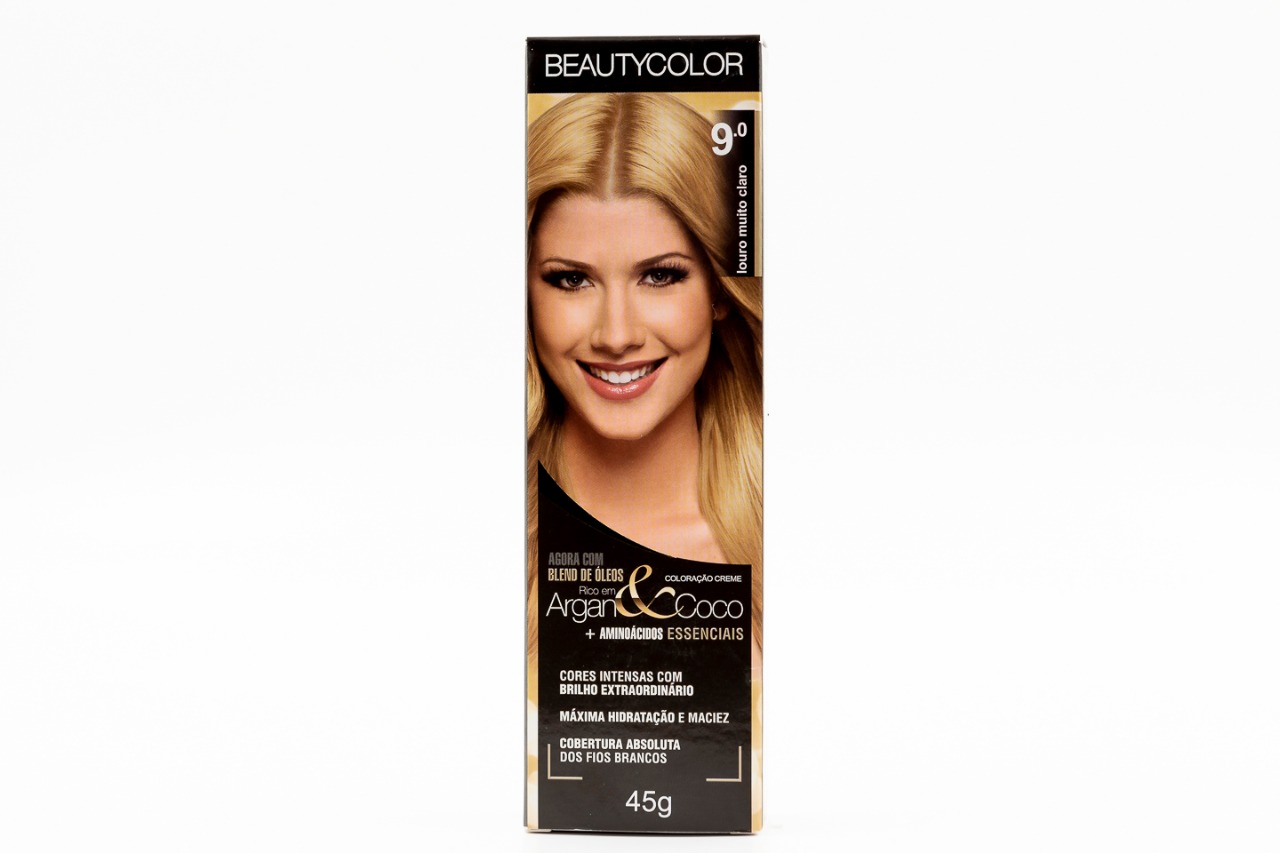 BEAUTYCOLOR
9.0
louro muito claro
AGORA COM
BLEND DE ÓLEOS
COLORAÇÃO CREME
Rico em
Argan & Coco
+ AMINOÁCIDOS ESSENCIAIS
CORES INTENSAS COM
BRILHO EXTRAORDINÁRIO
MÁXIMA HIDRATAÇÃO E MACIEZ
COBERTURA ABSOLUTA
DOS FIOS BRANCOS
45g